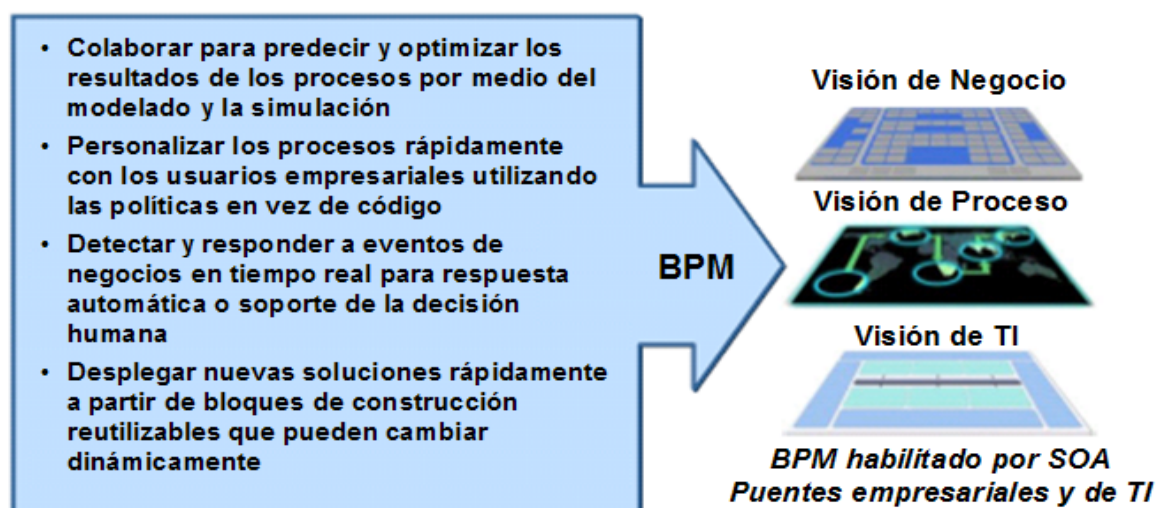 • Colaborar para predecir y optimizar los
resultados de los procesos por medio del
modelado y la simulación
• Personalizar los procesos rápidamente
con los usuarios empresariales utilizando
las políticas en vez de código
• Detectar y responder a eventos de
negocios en tiempo real para respuesta
automática o soporte de la decisión
humana
• Desplegar nuevas soluciones rápidamente
a partir de bloques de construcción
reutilizables que pueden cambiar
dinámicamente
BPM
Visión de Negocio
Visión de Proceso
Visión de TI
BPM habilitado por SOA
Puentes empresariales y de TI